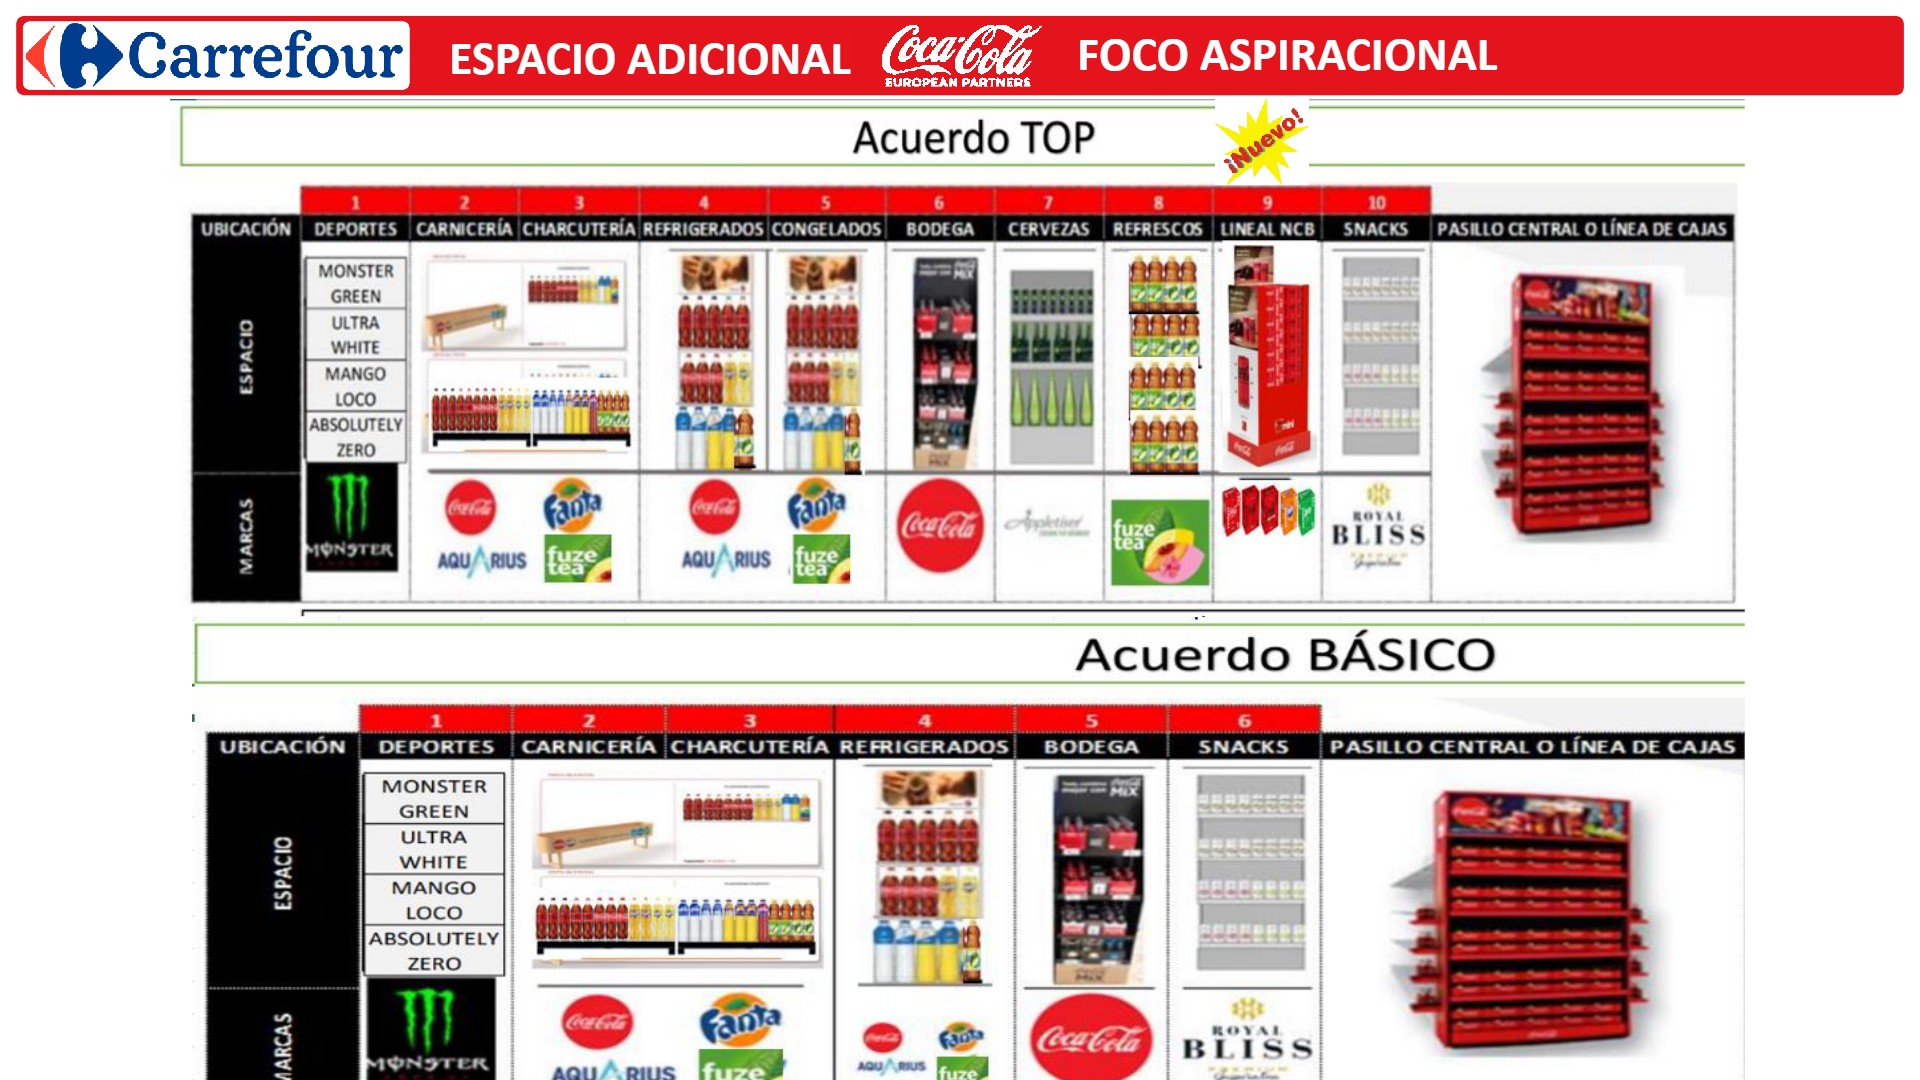 Carrefour ESPACIO ADICIONAL Coca-Cola FOCO ASPIRACIONAL
EUROPEAN PARTNERS
Acuerdo TOP ¡Nuevo!
1 2 3 4 5 6 7 8 9 10
UBICACIÓN DEPORTES CARNICERÍA CHARCUTERÍA REFRIGERADOS CONGELADOS BODEGA CERVEZAS REFRESCOS LINEAL NCB SNACKS PASILLO CENTRAL O LÍNEA DE CAJAS
ESPACIO
MONSTER
GREEN
ULTRA
WHITE
MANGO
LOCO
ABSOLUTELY
ZERO
MIX
mini
MARCAS
MONSTER
Coca-Cola Fanta
AQUARIUS fuze tea
Coca-Cola Fanta
AQUARIUS fuze tea
Coca-Cola
Appletiser
fuze tea
ROYAL
BLISS
PREMIUM
Acuerdo BÁSICO
1 2 3 4 5 6
UBICACIÓN DEPORTES CARNICERÍA CHARCUTERÍA REFRIGERADOS BODEGA SNACKS PASILLO CENTRAL O LÍNEA DE CAJAS
ESPACIO
MONSTER
GREEN
ULTRA
WHITE
MANGO
LOCO
ABSOLUTELY
ZERO
MIX
MARCAS
MONSTER
Coca-Cola Fanta
AQUARIUS fuze
Coca-Cola Fanta
AQUARIUS fuze
Coca-Cola
ROYAL
BLISS